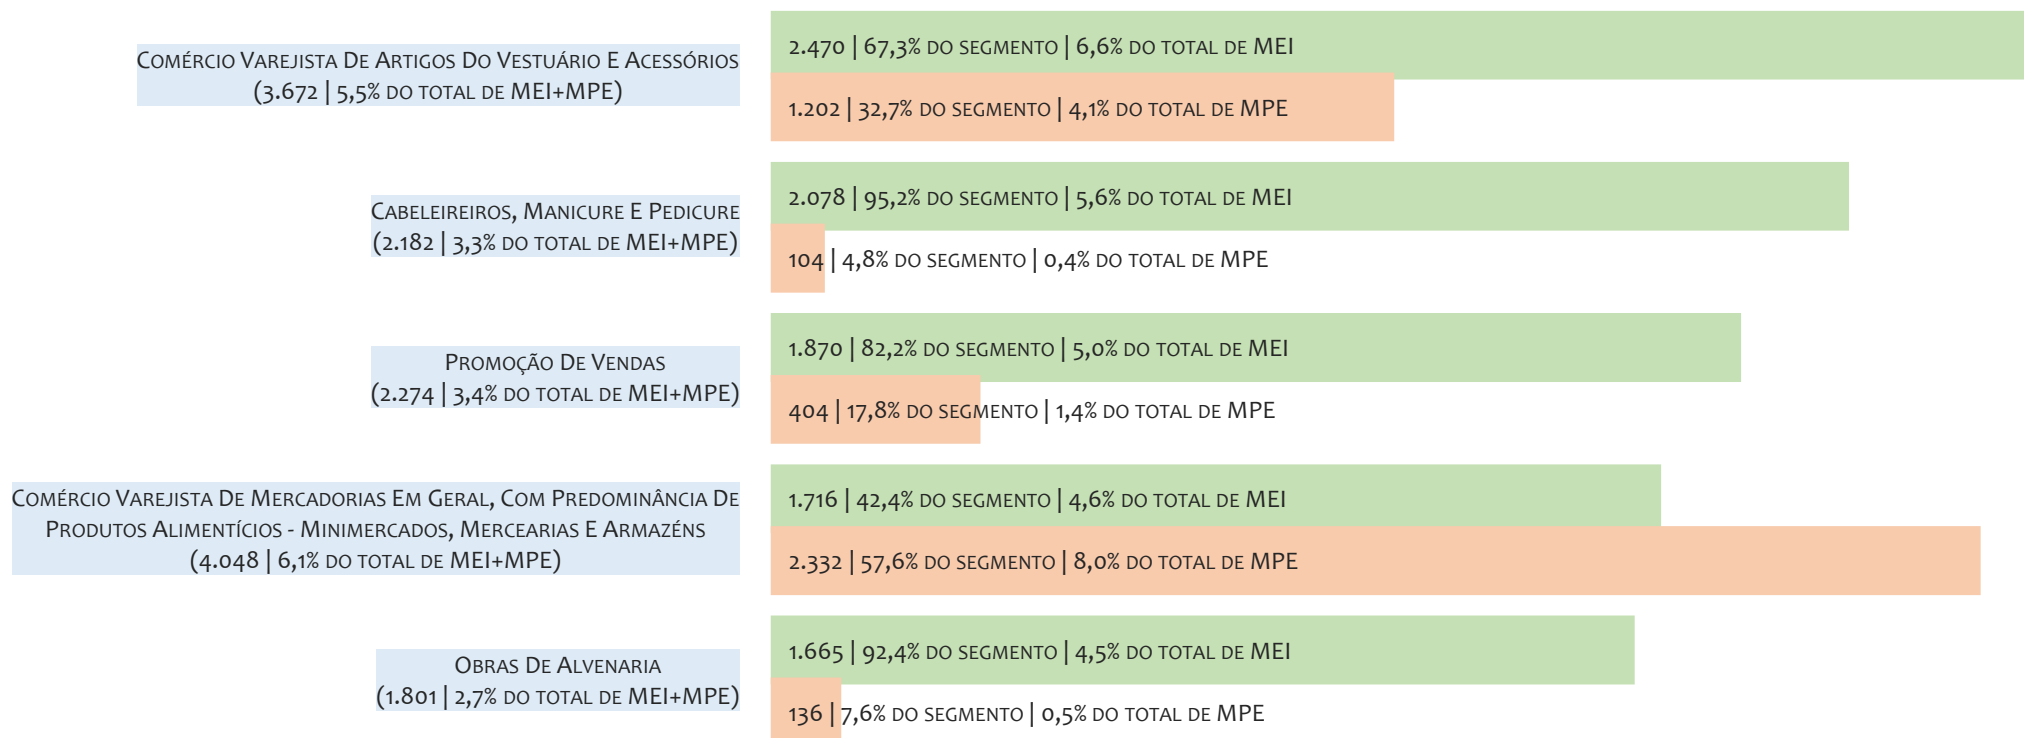 Comércio Varejista De Artigos Do Vestuário E Acessórios
(3.672 | 5,5% do total de MEI+MPE)
2.470 | 67,3% do segmento | 6,6% do total de MEI
1.202 | 32,7% do segmento | 4,1% do total de MPE
Cabeleireiros, Manicure E Pedicure
(2.182 | 3,3% do total de MEI+MPE)
2.078 | 95,2% do segmento | 5,6% do total de MEI
104 | 4,8% do segmento | 0,4% do total de MPE
Promoção De Vendas
(2.274 | 3,4% do total de MEI+MPE)
1.870 | 82,2% do segmento | 5,0% do total de MEI
404 | 17,8% do segmento | 1,4% do total de MPE
Comércio Varejista De Mercadorias Em Geral, Com Predominância De
Produtos Alimentícios - Minimercados, Mercearias E Armazéns
(4.048 | 6,1% do total de MEI+MPE)
1.716 | 42,4% do segmento | 4,6% do total de MEI
2.332 | 57,6% do segmento | 8,0% do total de MPE
Obras De Alvenaria
(1.801 | 2,7% do total de MEI+MPE)
1.665 | 92,4% do segmento | 4,5% do total de MEI
136 | 7,6% do segmento | 0,5% do total de MPE